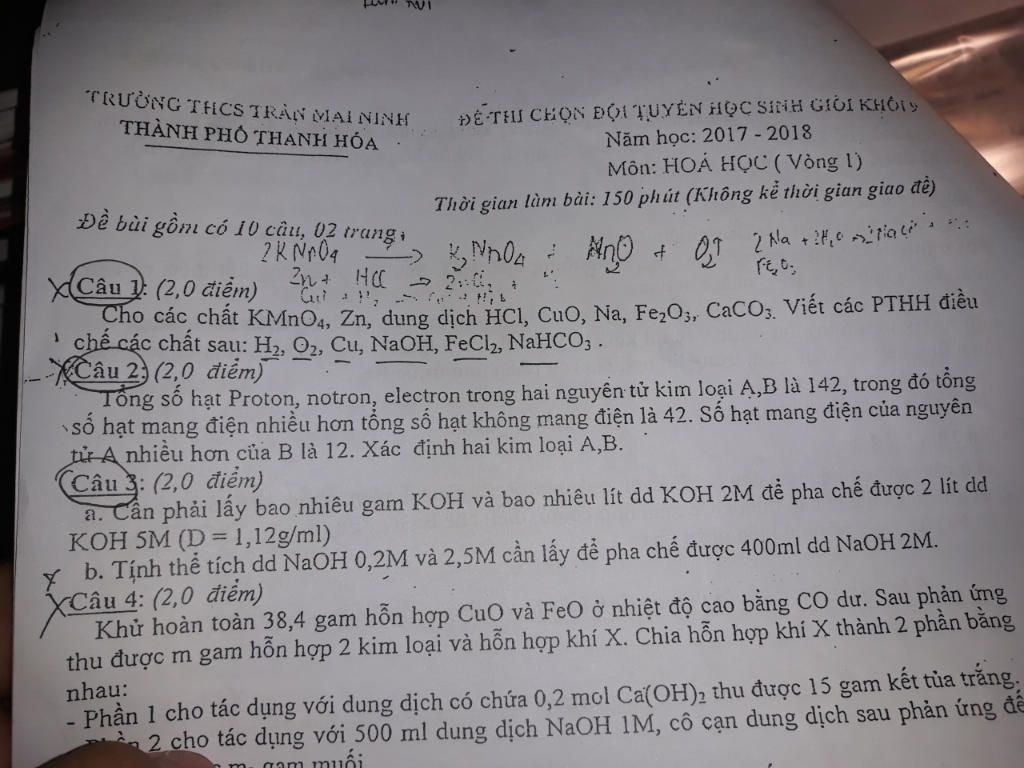 TRƯỜNG THCS TRẦN MAI NINH
THÀNH PHỐ THANH HÓA
ĐỀ THI CHỌN ĐỘI TUYỂN HỌC SINH GIỎI KHỐI 9
Năm học: 2017 - 2018
Môn: HOÁ HỌC ( Vòng 1)
Thời gian làm bài: 150 phút (Không kể thời gian giao đề)
Đề bài gồm có 10 câu, 02 trang
2KMnO4 → K2MnO4 + MnO2 + O2↑
2Na +
Zn + HCl →
Fe2O3
Câu 1: (2,0 điểm)
Cho các chất KMnO4, Zn, dung dịch HCl, CuO, Na, Fe2O3, CaCO3. Viết các PTHH điều
chế các chất sau: H2, O2, Cu, NaOH, FeCl2, NaHCO3 .
Câu 2: (2,0 điểm)
Tổng số hạt Proton, notron, electron trong hai nguyên tử kim loại A,B là 142, trong đó tổng
số hạt mang điện nhiều hơn tổng số hạt không mang điện là 42. Số hạt mang điện của nguyên
tử A nhiều hơn của B là 12. Xác định hai kim loại A,B.
Câu 3: (2,0 điểm)
a. Cần phải lấy bao nhiêu gam KOH và bao nhiêu lít dd KOH 2M để pha chế được 2 lít dd
KOH 5M (D = 1,12g/ml)
b. Tính thể tích dd NaOH 0,2M và 2,5M cần lấy để pha chế được 400ml dd NaOH 2M.
Câu 4: (2,0 điểm)
Khử hoàn toàn 38,4 gam hỗn hợp CuO và FeO ở nhiệt độ cao bằng CO dư. Sau phản ứng
thu được m gam hỗn hợp 2 kim loại và hỗn hợp khí X. Chia hỗn hợp khí X thành 2 phần bằng
nhau:
- Phần 1 cho tác dụng với dung dịch có chứa 0,2 mol Ca(OH)2 thu được 15 gam kết tủa trắng.
2 cho tác dụng với 500 ml dung dịch NaOH 1M, cô cạn dung dịch sau phản ứng để
gam muối